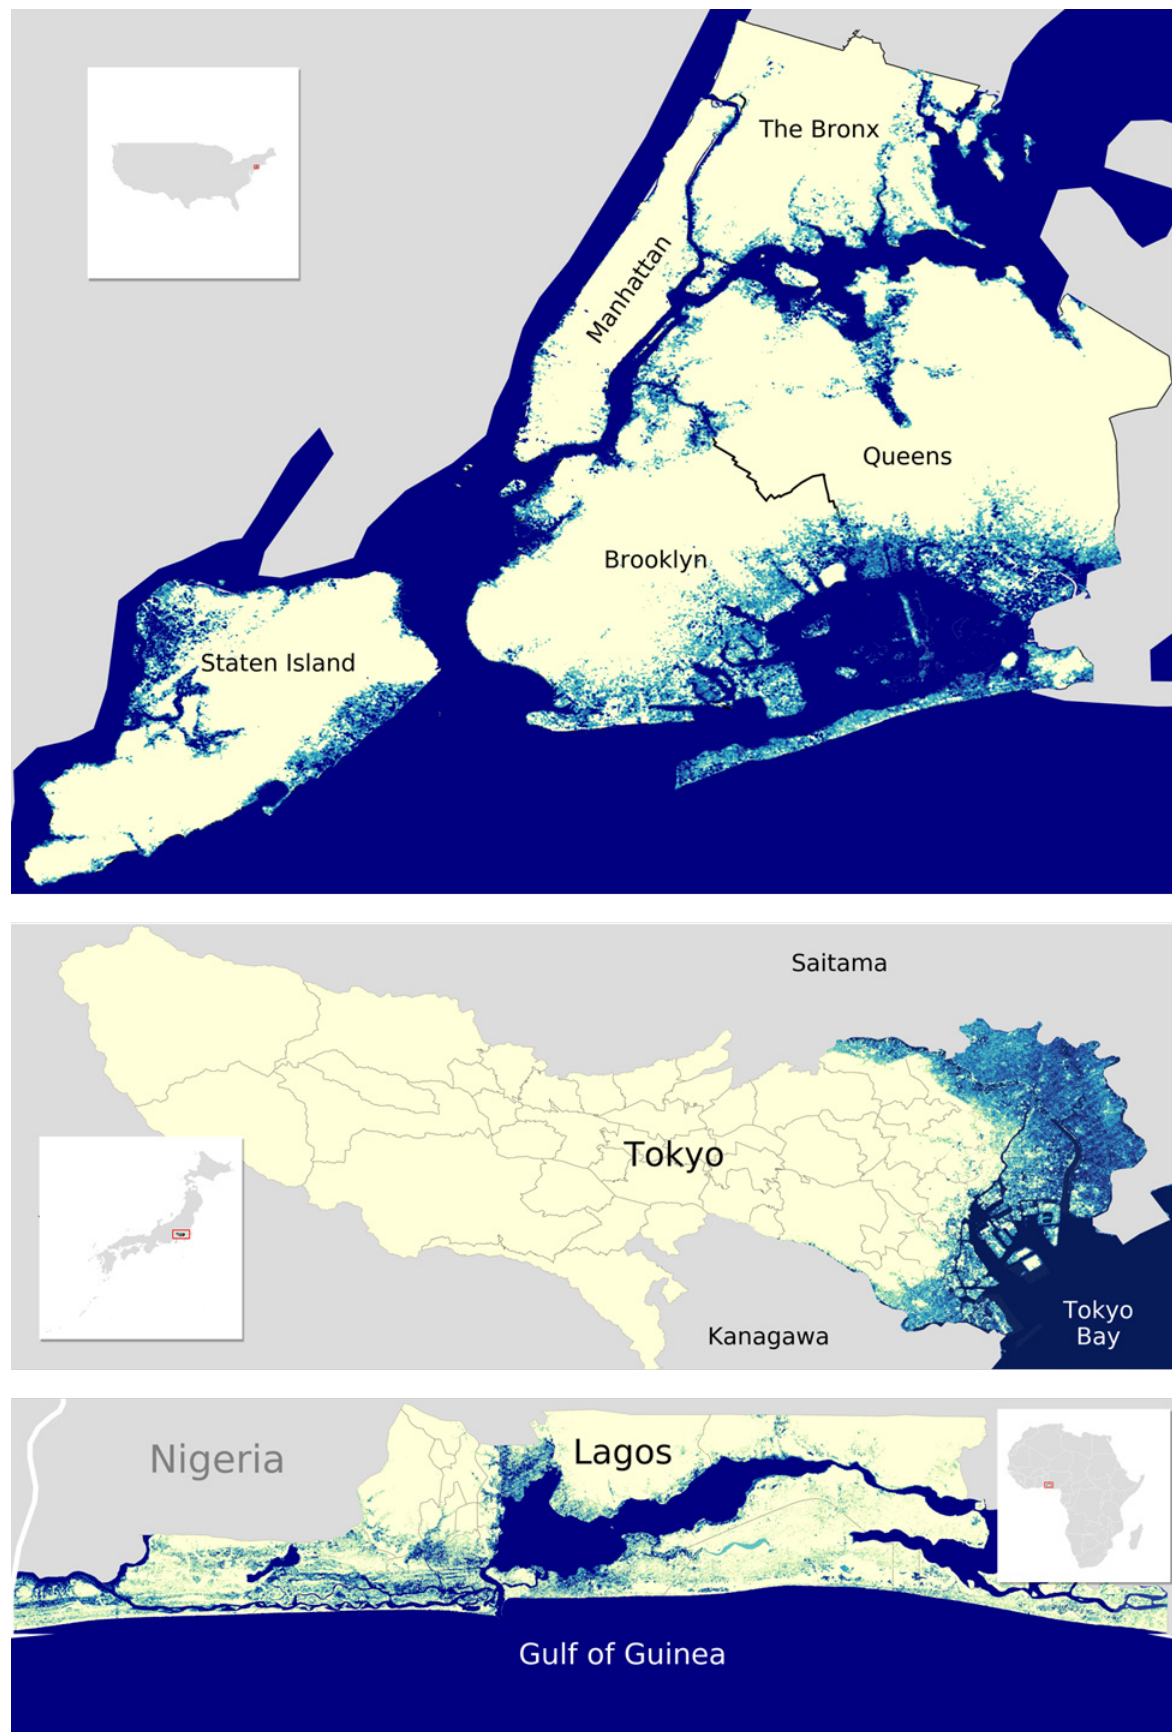 The Bronx
Manhattan
Queens
Brooklyn
Staten Island
Saitama
Tokyo
Tokyo
Bay
Kanagawa
Nigeria
Lagos
Gulf of Guinea